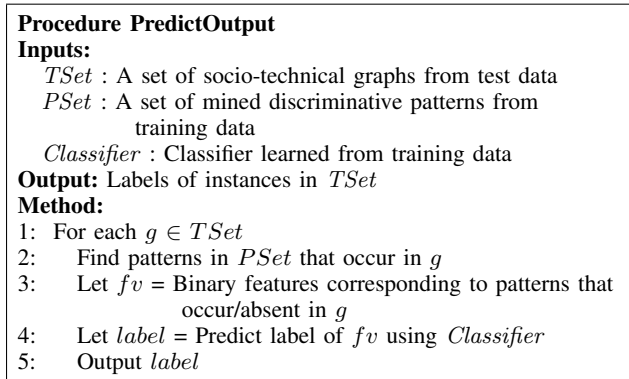 Procedure PredictOutput
Inputs:
TSet : A set of socio-technical graphs from test data
PSet : A set of mined discriminative patterns from
training data
Classifier : Classifier learned from training data
Output: Labels of instances in TSet
Method:
1: For each g ∈ TSet
2: Find patterns in PSet that occur in g
3: Let fv = Binary features corresponding to patterns that
occur/absent in g
4: Let label = Predict label of fv using Classifier
5: Output label